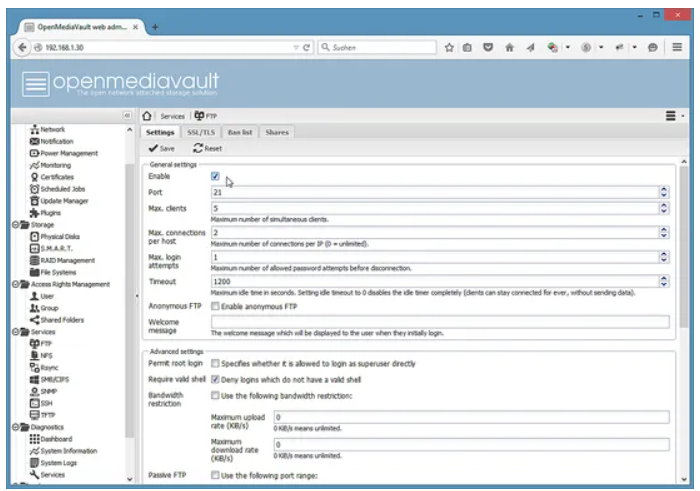 OpenMediaVault web adm...
192.168.1.30
Suchen
openmediavault
The open network attached storage solution
Services FTP
Network
Notification
Power Management
Monitoring
Certificates
Scheduled Jobs
Update Manager
Plugins
Storage
Physical Disks
S.M.A.R.T.
RAID Management
File Systems
Access Rights Management
User
Group
Shared Folders
Services
FTP
NFS
Rsync
SMB/CIFS
SNMP
SSH
TFTP
Diagnostics
Dashboard
System Information
System Logs
Services
Settings SSL/TLS Ban list Shares
Save Reset
General settings
Enable
Port 21
Max. clients 5
Maximum number of simultaneous clients.
Max. connections per host 2
Maximum number of connections per IP (0 = unlimited).
Max. login attempts 1
Maximum number of allowed password attempts before disconnection.
Timeout 1200
Maximum idle time in seconds. Setting idle timeout to 0 disables the idle timer completely (clients can stay connected for ever, without sending data).
Anonymous FTP Enable anonymous FTP
Welcome message
The welcome message which will be displayed to the user when they initially login.
Advanced settings
Permit root login Specifies whether it is allowed to login as superuser directly
Require valid shell Deny logins which do not have a valid shell
Bandwidth restriction Use the following bandwidth restriction:
Maximum upload rate (KiB/s) 0
0 KiB/s means unlimited.
Maximum download rate (KiB/s) 0
0 KiB/s means unlimited.
Passive FTP Use the following port range: